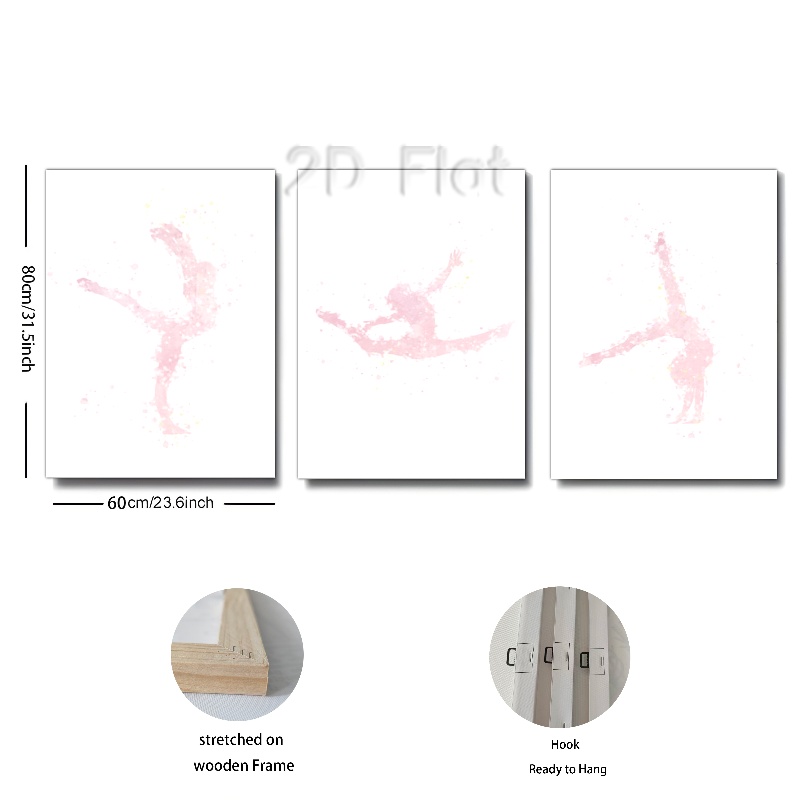 2D Flat
80cm/31.5inch
60cm/23.6inch
stretched on
wooden Frame
Hook
Ready to Hang